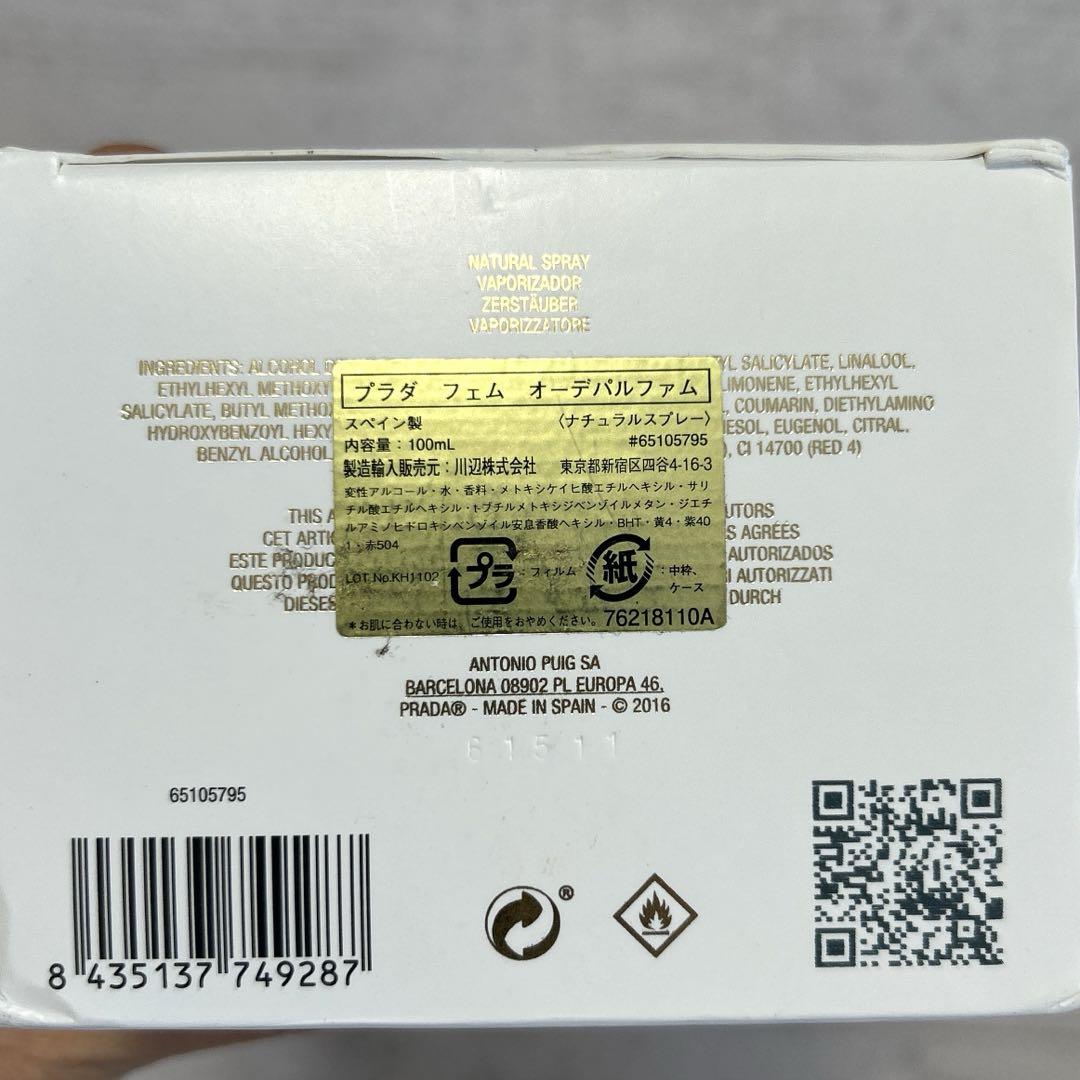 NATURAL SPRAY
VAPORIZADOR
ZERSTÄUBER
VAPORIZZATORE
INGREDIENTS: ALCOHOL
YL SALICYLATE, LINALOOL,
ETHYLHEXYL METHOXY
LIMONENE, ETHYLHEXYL
SALICYLATE, BUTYL METHO
, COUMARIN, DIETHYLAMINO
HYDROXYBENZOYL HEXY
ESOL, EUGENOL, CITRAL,
BENZYL ALCOHOL
), CI 14700 (RED 4)
プラダ フェム オーデパルファム
スペイン製 〈ナチュラルスプレー〉
内容量：100mL #65105795
製造輸入販売元：川辺株式会社 東京都新宿区四谷4-16-3
変性アルコール・水・香料・メトキシケイヒ酸エチルヘキシル・サリ
チル酸エチルヘキシル・t-ブチルメトキシジベンゾイルメタン・ジエチ
ルアミノヒドロキシベンゾイル安息香酸ヘキシル・BHT・黄4・紫40
1・赤504
LOT No.KH1102 プラ：フィルム 紙：中枠、
ケース
＊お肌に合わない時は、ご使用をおやめください。 76218110A
THIS A
UTORS
CET ARTI
S AGRÉÉS
ESTE PRODUC
AUTORIZADOS
QUESTO PROD
RI AUTORIZZATI
DIESES
DURCH
ANTONIO PUIG SA
BARCELONA 08902 PL EUROPA 46.
PRADA® - MADE IN SPAIN - © 2016
61511
65105795
8 435137 749287
®